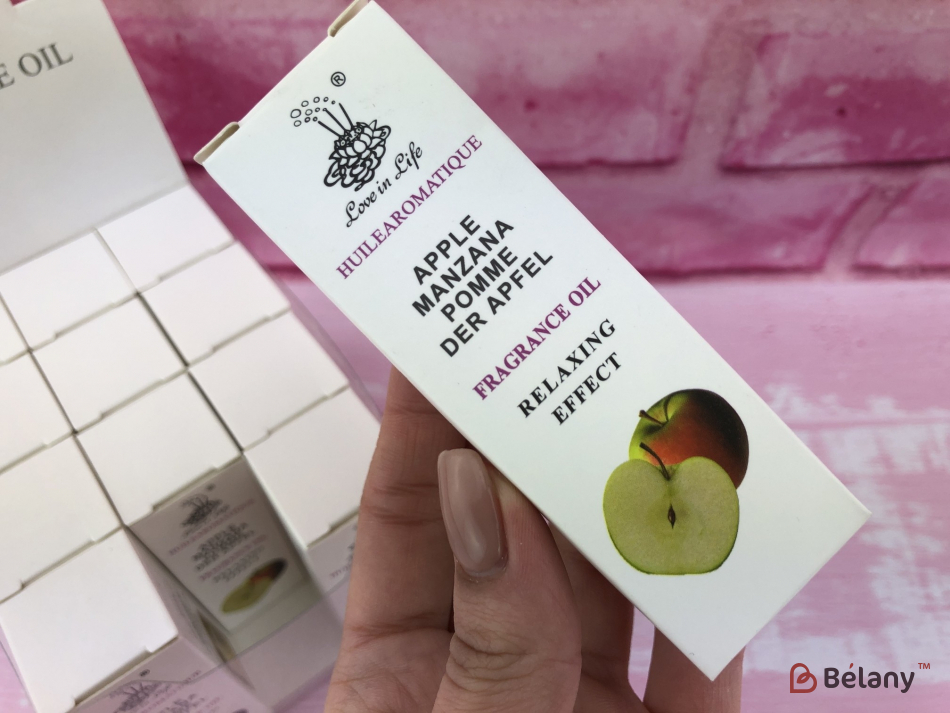 E OIL
®
Love in Life
HUILEAROMATIQUE
APPLE
MANZANA
POMME
DER APFEL
FRAGRANCE OIL
RELAXING
EFFECT
Bélany™